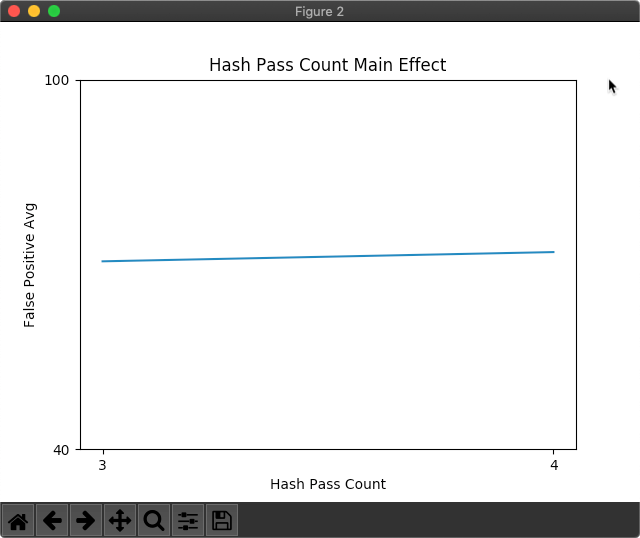 Figure 2
Hash Pass Count Main Effect
100
False Positive Avg
40
3
4
Hash Pass Count